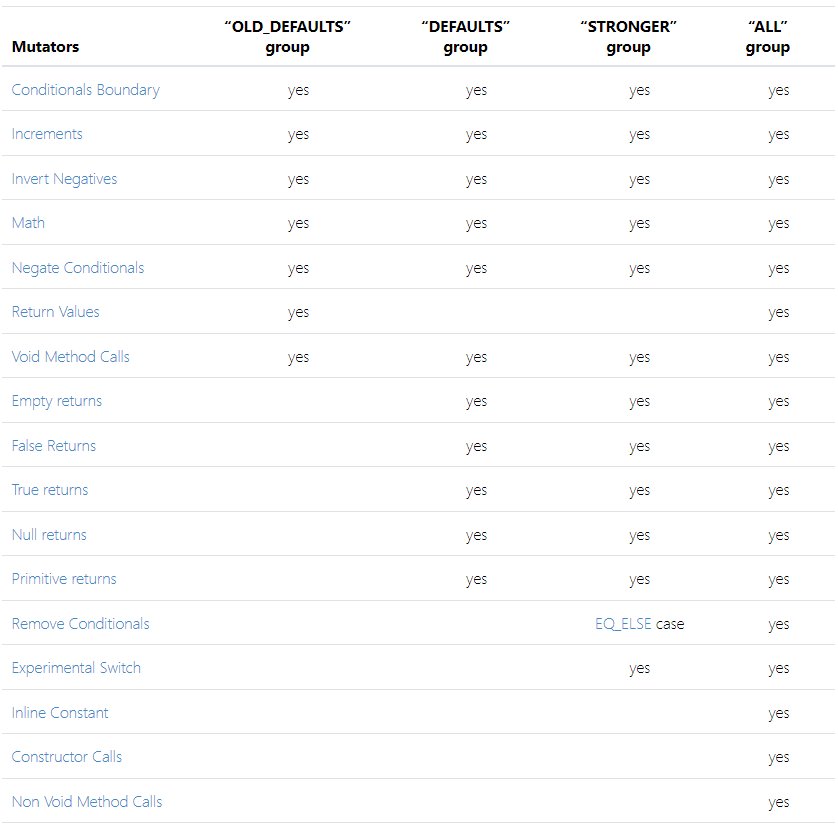 Mutators “OLD_DEFAULTS” group “DEFAULTS” group “STRONGER” group “ALL” group
Conditionals Boundary yes yes yes yes
Increments yes yes yes yes
Invert Negatives yes yes yes yes
Math yes yes yes yes
Negate Conditionals yes yes yes yes
Return Values yes yes
Void Method Calls yes yes yes yes
Empty returns yes yes yes
False Returns yes yes yes
True returns yes yes yes
Null returns yes yes yes
Primitive returns yes yes yes
Remove Conditionals EQ_ELSE case yes
Experimental Switch yes yes
Inline Constant yes
Constructor Calls yes
Non Void Method Calls yes